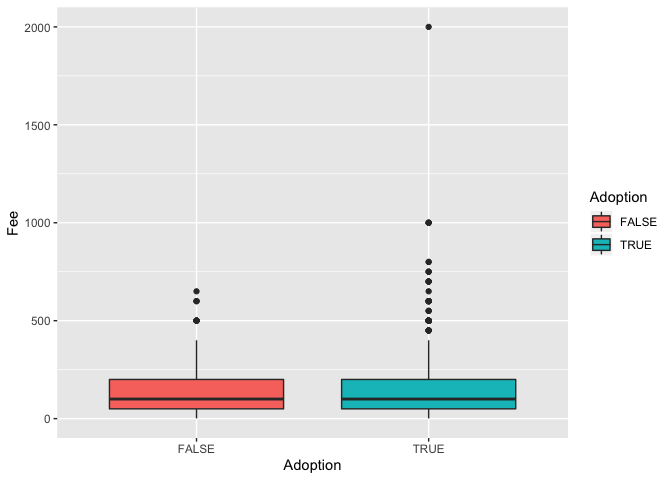 2000
1500
1000
500
0
Fee
FALSE
TRUE
Adoption
Adoption
FALSE
TRUE